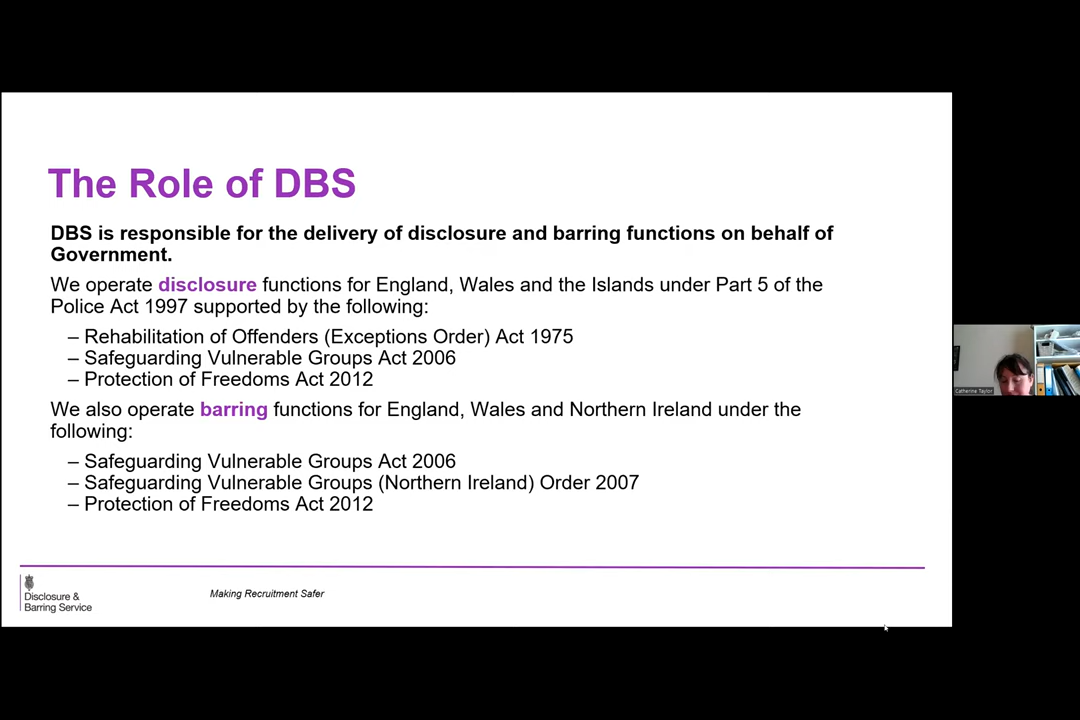 The Role of DBS
DBS is responsible for the delivery of disclosure and barring functions on behalf of
Government.
We operate disclosure functions for England, Wales and the Islands under Part 5 of the
Police Act 1997 supported by the following:
– Rehabilitation of Offenders (Exceptions Order) Act 1975
– Safeguarding Vulnerable Groups Act 2006
– Protection of Freedoms Act 2012
We also operate barring functions for England, Wales and Northern Ireland under the
following:
– Safeguarding Vulnerable Groups Act 2006
– Safeguarding Vulnerable Groups (Northern Ireland) Order 2007
– Protection of Freedoms Act 2012
Disclosure &
Barring Service
Making Recruitment Safer
Catherine Taylor